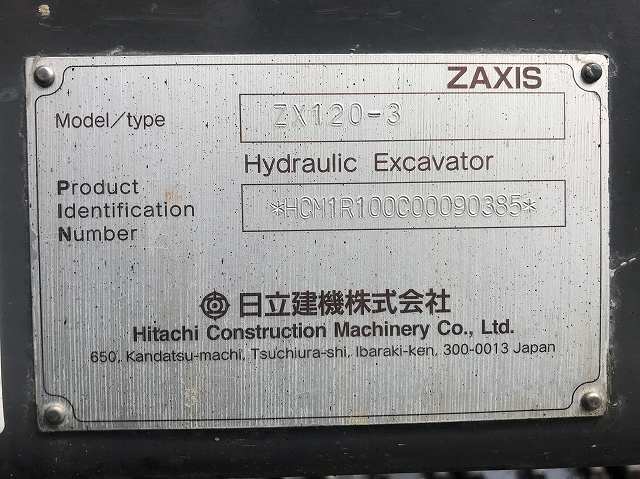 ZAXIS
Model/type ZX120-3
Hydraulic Excavator
Product
Identification *HCM1R100C00090385*
Number
日立建機株式会社
Hitachi Construction Machinery Co., Ltd.
650, Kandatsu-machi, Tsuchiura-shi, Ibaraki-ken, 300-0013 Japan